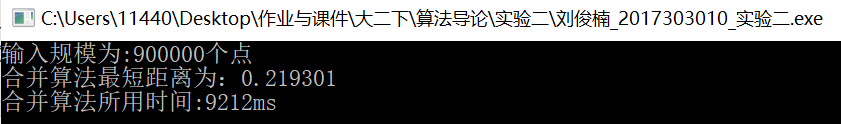 C:\Users\11440\Desktop\作业与课件\大二下\算法导论\实验二\刘俊楠_2017303010_实验二.exe
输入规模为:900000个点
合并算法最短距离为：0.219301
合并算法所用时间:9212ms